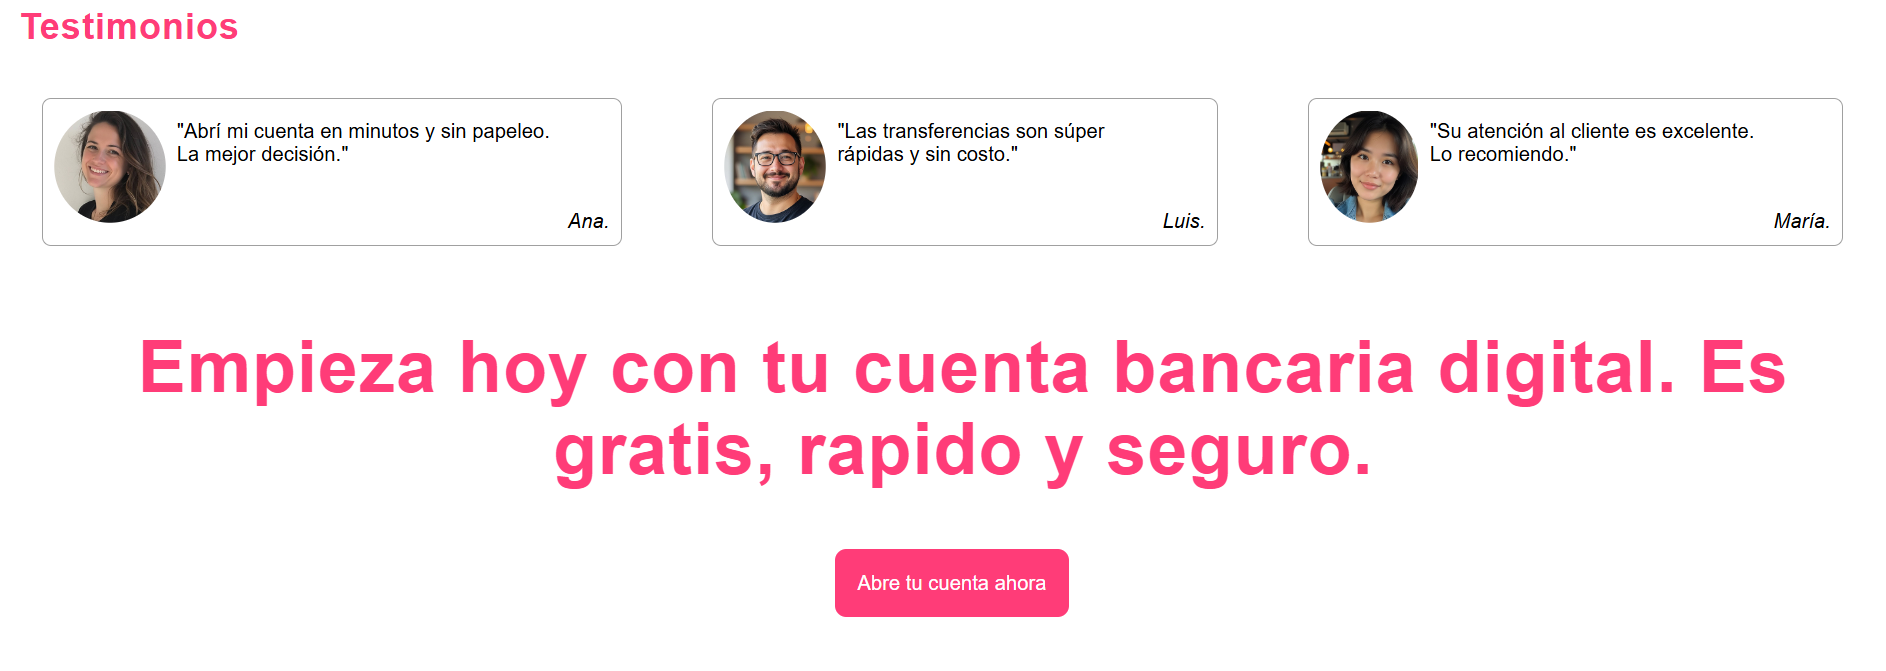 Testimonios
"Abrí mi cuenta en minutos y sin papeleo.
La mejor decisión."
Ana.
"Las transferencias son súper
rápidas y sin costo."
Luis.
"Su atención al cliente es excelente.
Lo recomiendo."
María.
Empieza hoy con tu cuenta bancaria digital. Es
gratis, rapido y seguro.
Abre tu cuenta ahora